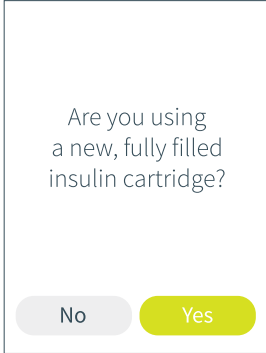 Are you using
a new, fully filled
insulin cartridge?
No
Yes